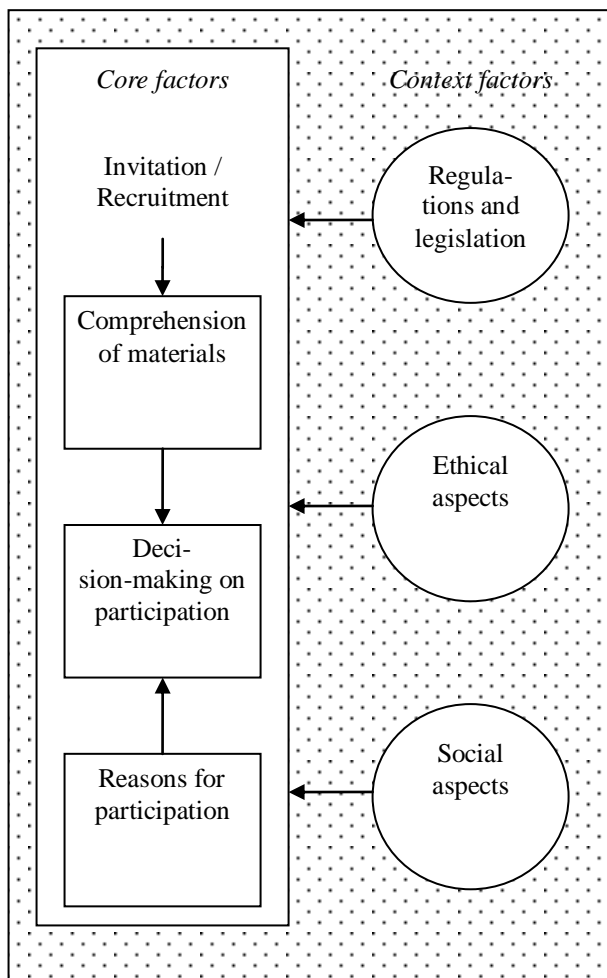 Core factors
Context factors
Invitation /
Recruitment
Regula-
tions and
legislation
Comprehension
of materials
Ethical
aspects
Deci-
sion-making on
participation
Social
aspects
Reasons for
participation